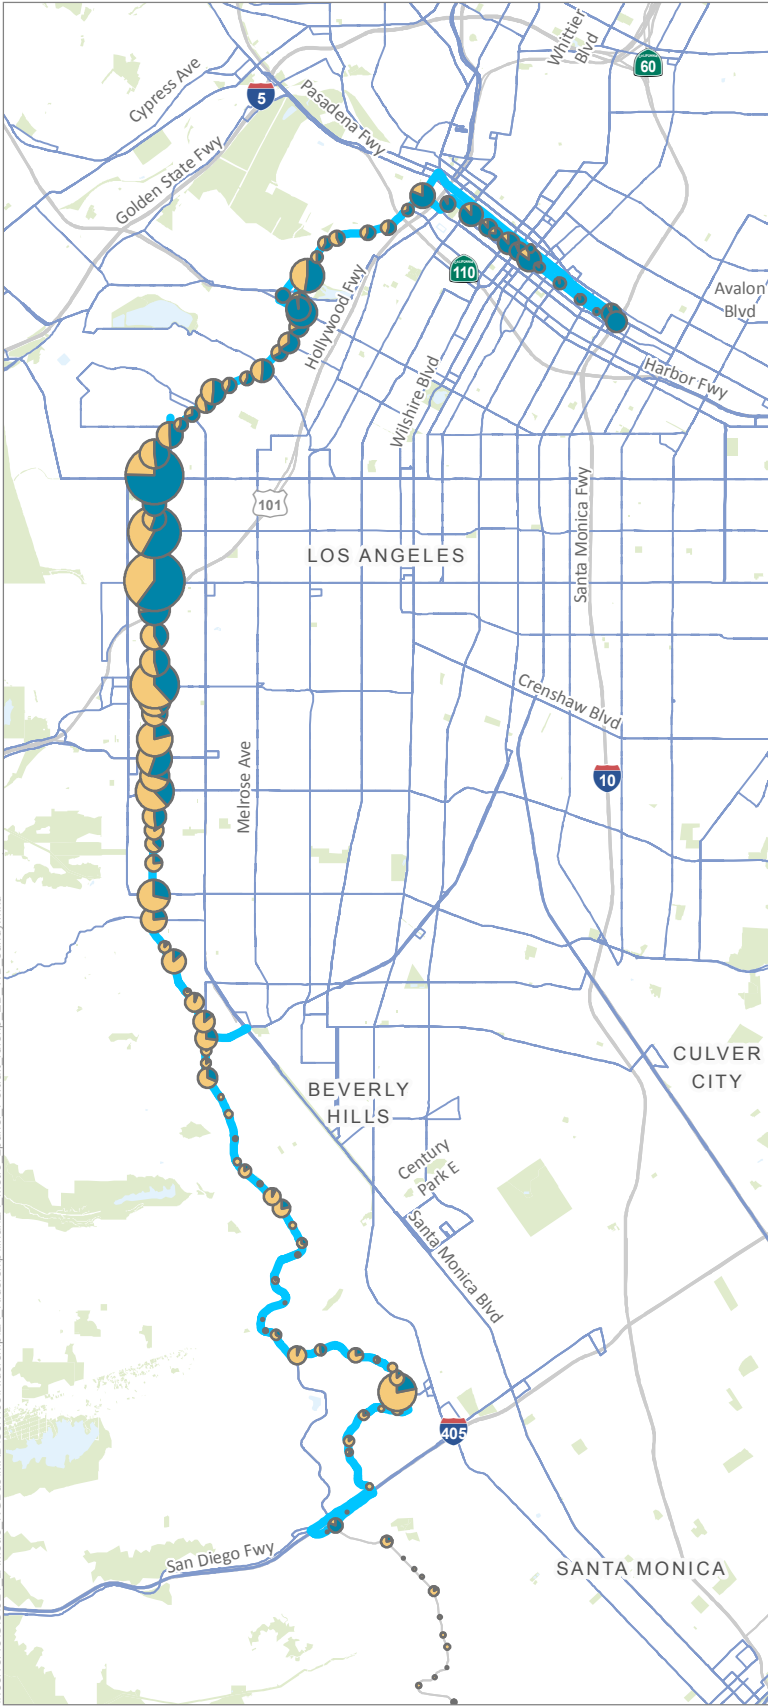 Whittier
Blvd
60
Cypress Ave
5
Pasadena Fwy
Golden State Fwy
110
Avalon
Blvd
Hollywood Fwy
Harbor Fwy
Wilshire Blvd
Santa Monica Fwy
101
LOS ANGELES
Crenshaw Blvd
Melrose Ave
10
CULVER
CITY
BEVERLY
HILLS
Century
Park E
Santa Monica Blvd
405
San Diego Fwy
SANTA MONICA